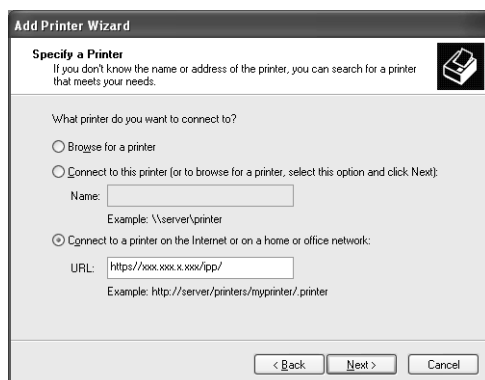 Add Printer Wizard
Specify a Printer
If you don't know the name or address of the printer, you can search for a printer
that meets your needs.
What printer do you want to connect to?
Browse for a printer
Connect to this printer (or to browse for a printer, select this option and click Next):
Name:
Example: \\server\printer
Connect to a printer on the Internet or on a home or office network:
URL: https//xxx.xxx.x.xxx/ipp/
Example: http://server/printers/myprinter/.printer
< Back Next > Cancel